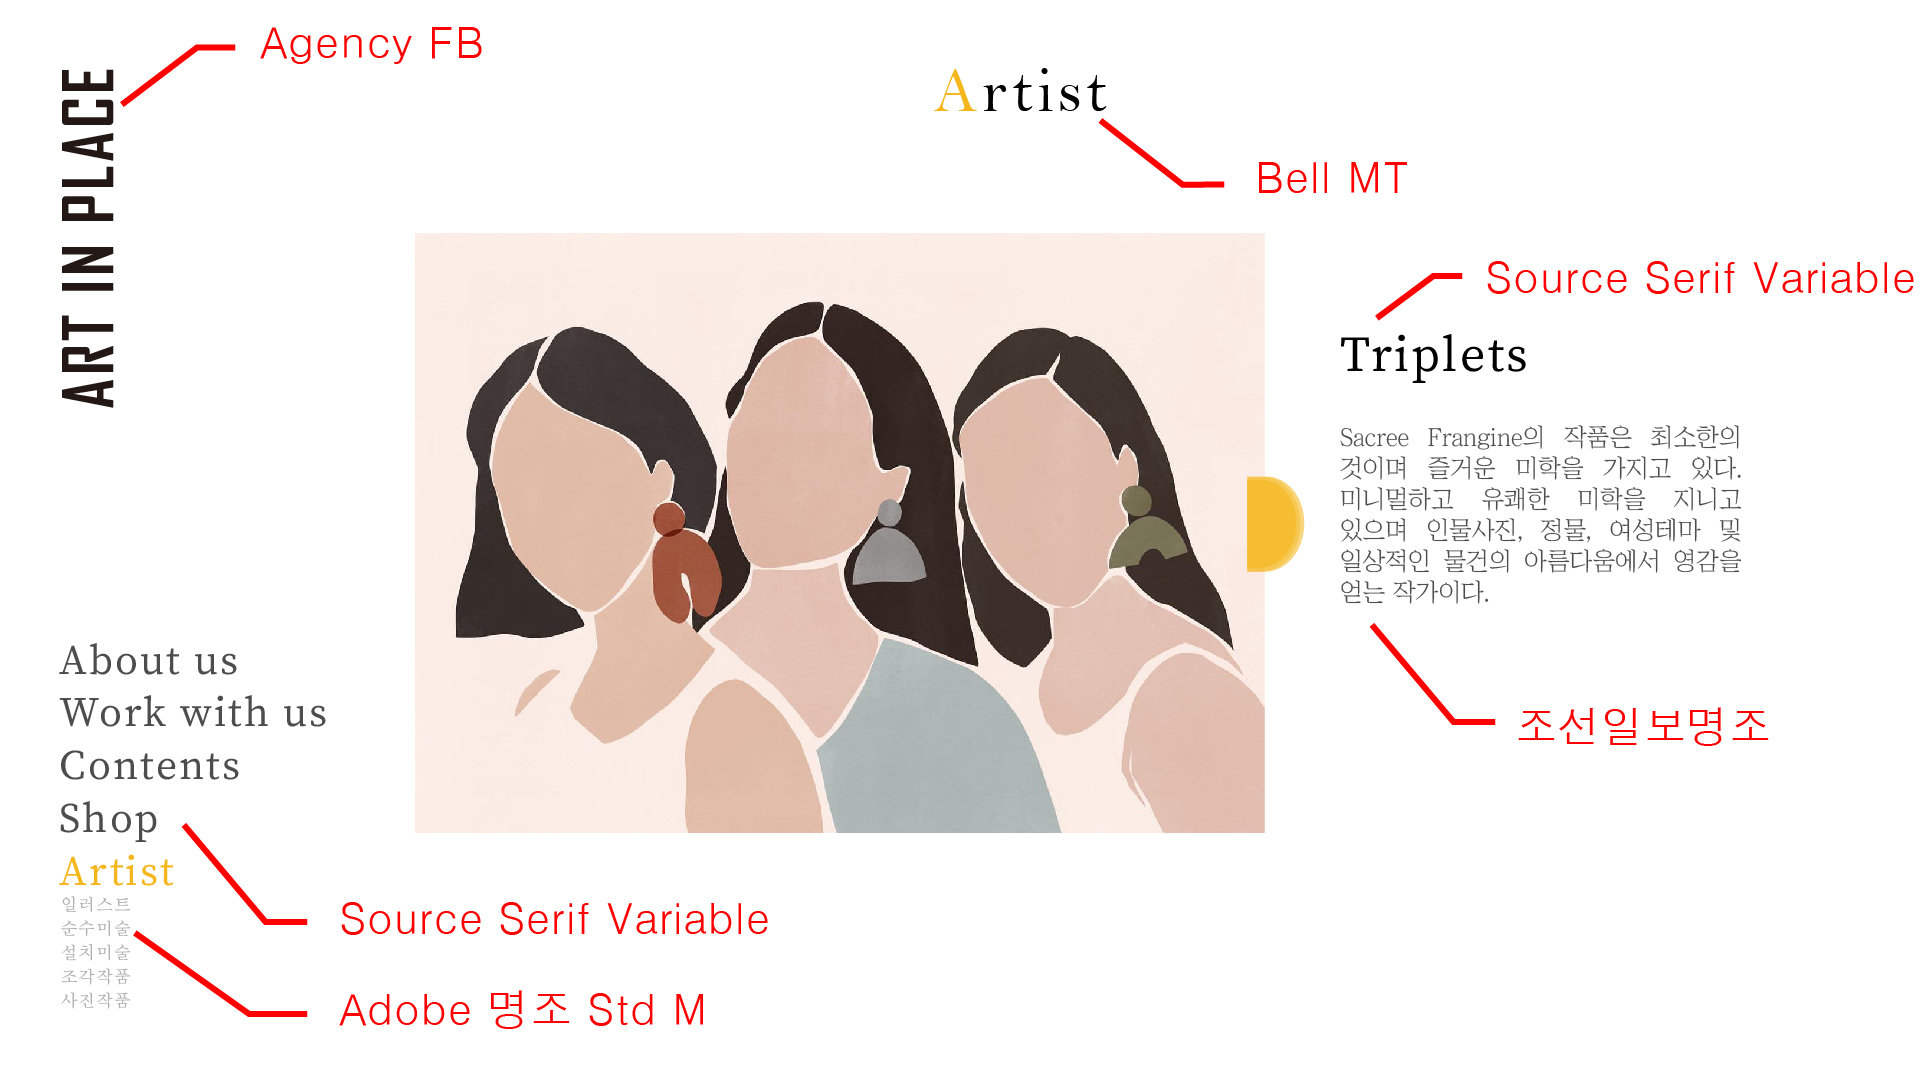 Agency FB
ART IN PLACE
Artist
Bell MT
Source Serif Variable
Triplets
Sacree Frangine의 작품은 최소한의
것이며 즐거운 미학을 가지고 있다.
미니멀하고 유쾌한 미학을 지니고
있으며 인물사진, 정물, 여성테마 및
일상적인 물건의 아름다움에서 영감을
얻는 작가이다.
조선일보명조
About us
Work with us
Contents
Shop
Artist
일러스트
순수미술
설치미술
조각작품
사진작품
Source Serif Variable
Adobe 명조 Std M